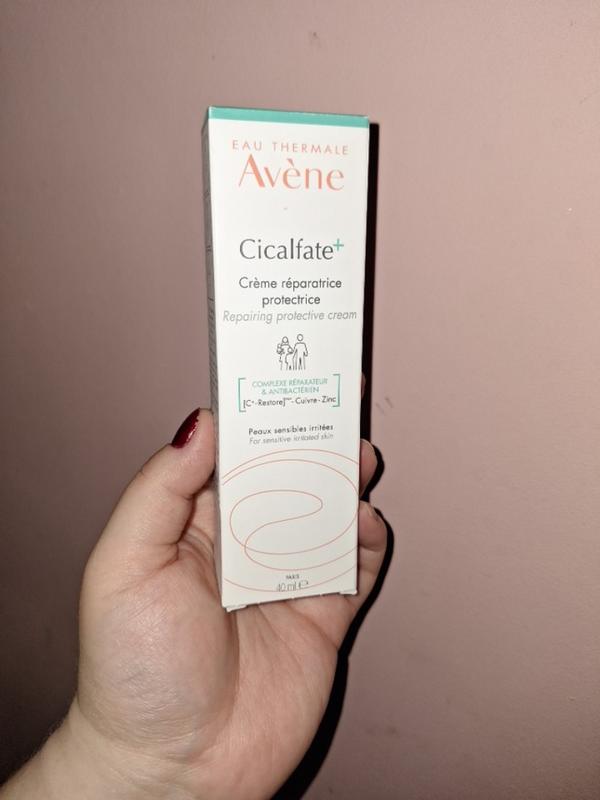 EAU THERMALE
Avène
Cicalfate+
Crème réparatrice
protectrice
Repairing protective cream
COMPLEXE RÉPARATEUR
& ANTIBACTÉRIEN
[C+-Restore]™ - Cuivre - Zinc
Peaux sensibles irritées
For sensitive irritated skin
PARIS
40 ml ℮